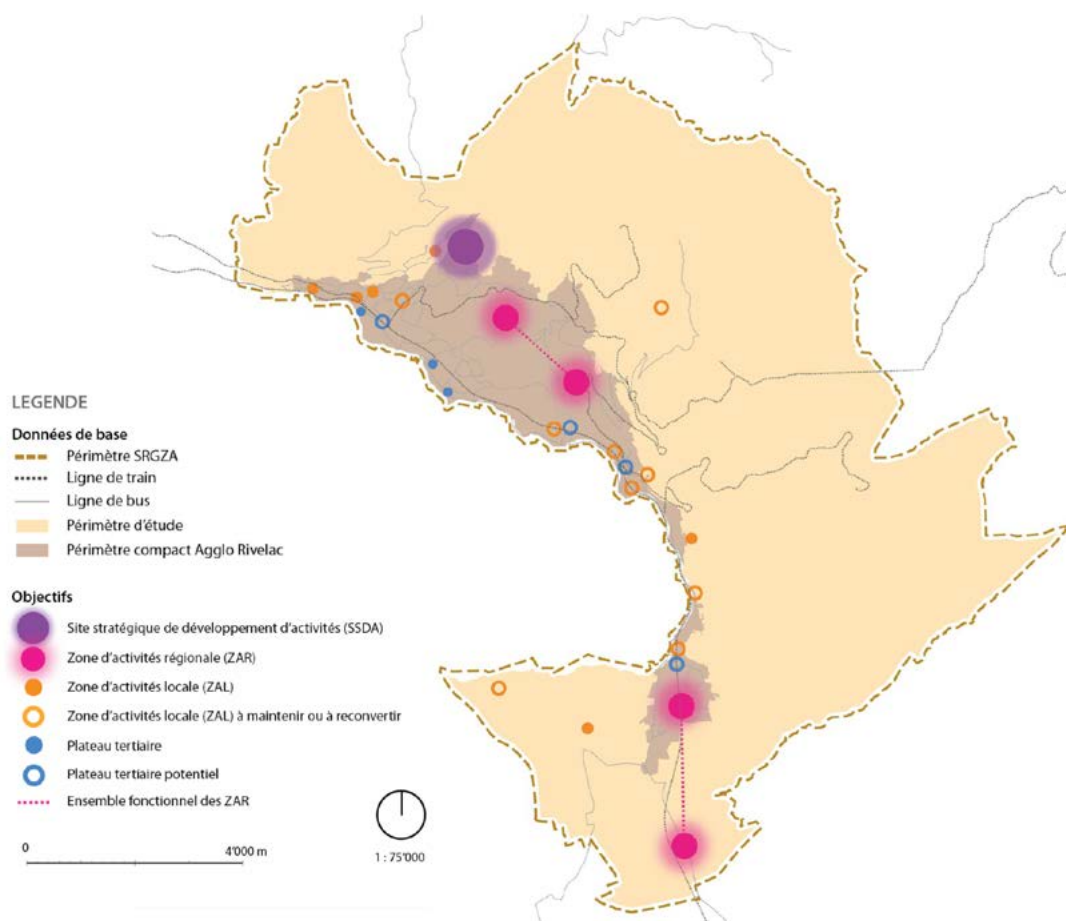 LEGENDE
Données de base
Périmètre SRGZA
Ligne de train
Ligne de bus
Périmètre d'étude
Périmètre compact Agglo Rivelac
Objectifs
Site stratégique de développement d'activités (SSDA)
Zone d'activités régionale (ZAR)
Zone d'activités locale (ZAL)
Zone d'activités locale (ZAL) à maintenir ou à reconvertir
Plateau tertiaire
Plateau tertiaire potentiel
Ensemble fonctionnel des ZAR
0 4'000 m
1 : 75'000